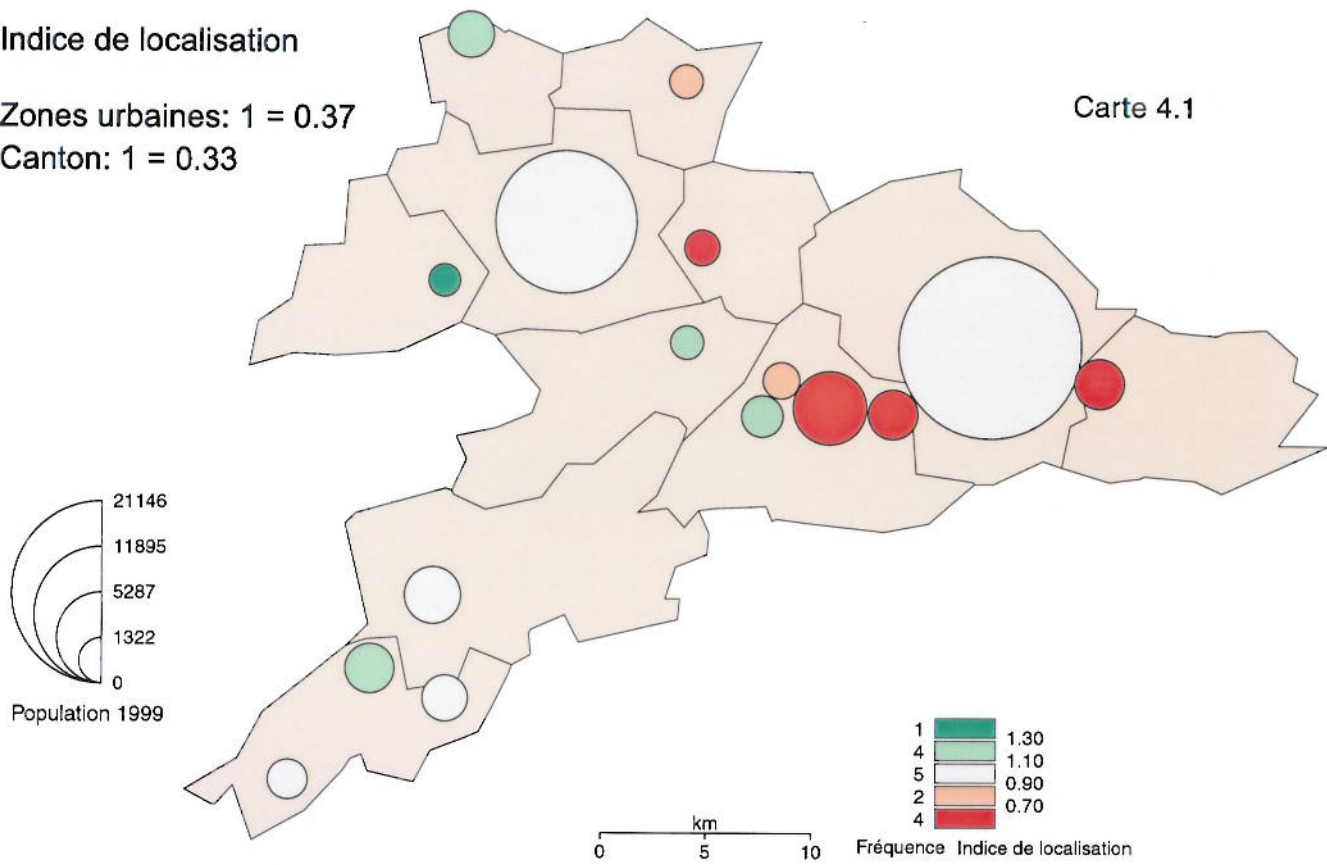 Indice de localisation
Zones urbaines: 1 = 0.37
Canton: 1 = 0.33
Carte 4.1
21146
11895
5287
1322
0
Population 1999
1
4
5
2
4
1.30
1.10
0.90
0.70
Fréquence Indice de localisation
km
0 5 10